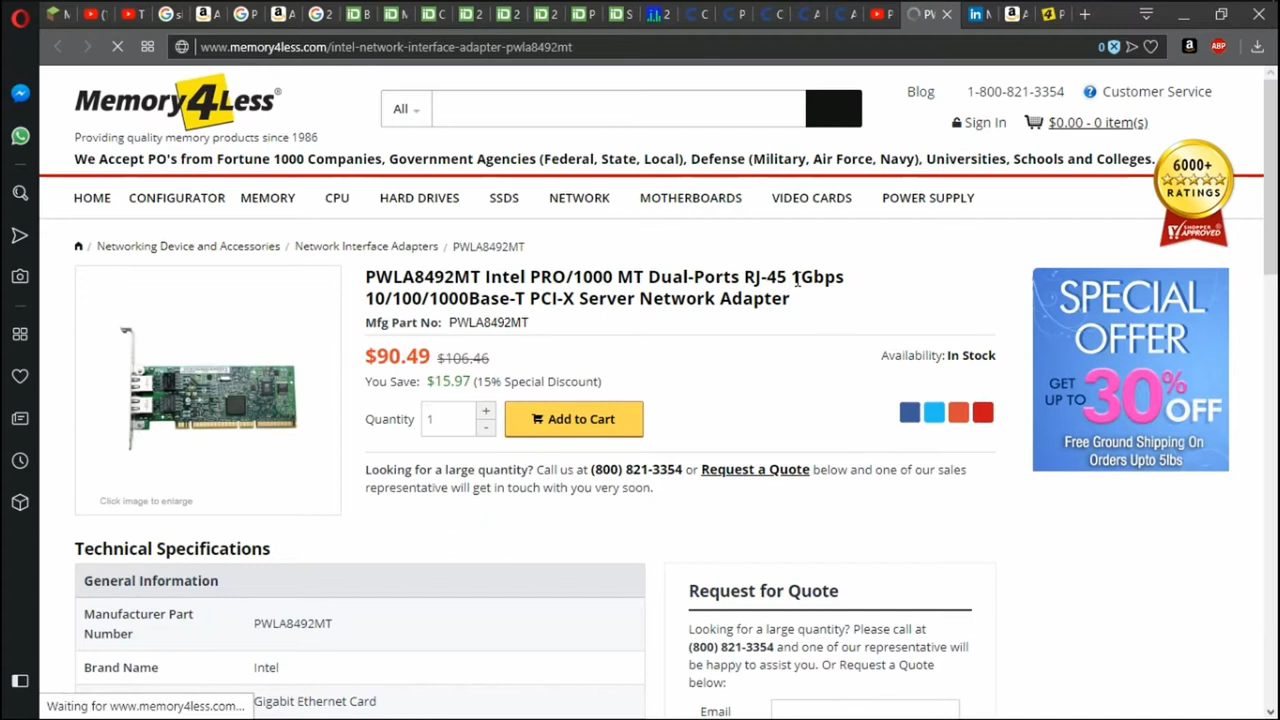 www.memory4less.com/intel-network-interface-adapter-pwla8492mt
0
ABP
Memory4Less®
Providing quality memory products since 1986
All
Blog 1-800-821-3354 Customer Service
Sign In $0.00 - 0 item(s)
We Accept PO's from Fortune 1000 Companies, Government Agencies (Federal, State, Local), Defense (Military, Air Force, Navy), Universities, Schools and Colleges.
6000+
RATINGS
SHOPPER
APPROVED
HOME CONFIGURATOR MEMORY CPU HARD DRIVES SSDS NETWORK MOTHERBOARDS VIDEO CARDS POWER SUPPLY
/ Networking Device and Accessories / Network Interface Adapters / PWLA8492MT
PWLA8492MT Intel PRO/1000 MT Dual-Ports RJ-45 1Gbps
10/100/1000Base-T PCI-X Server Network Adapter
Mfg Part No: PWLA8492MT
$90.49 $106.46
Availability: In Stock
You Save: $15.97 (15% Special Discount)
Quantity 1 + - Add to Cart
Looking for a large quantity? Call us at (800) 821-3354 or Request a Quote below and one of our sales
representative will get in touch with you very soon.
Click image to enlarge
SPECIAL
OFFER
GET
UP TO 30% OFF
Free Ground Shipping On
Orders Upto 5lbs
Technical Specifications
General Information
Manufacturer Part
Number
PWLA8492MT
Brand Name Intel
Gigabit Ethernet Card
Request for Quote
Looking for a large quantity? Please call at
(800) 821-3354 and one of our representative will
be happy to assist you. Or Request a Quote
below:
Email
Waiting for www.memory4less.com...